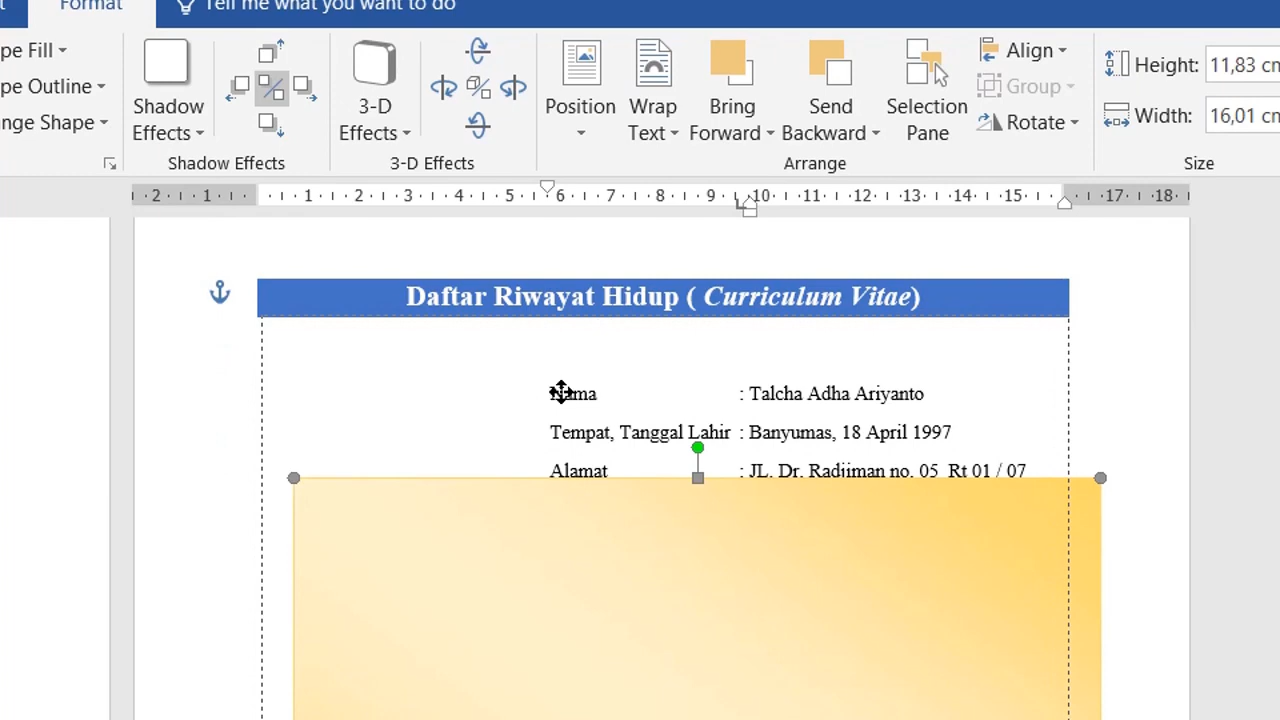 Format
Tell me what you want to do
pe Fill
pe Outline
nge Shape
Shadow
Effects
Shadow Effects
3-D
Effects
3-D Effects
Position
Wrap
Text
Bring
Forward
Send
Backward
Selection
Pane
Align
Group
Rotate
Arrange
Height:
11,83 cm
Width:
16,01 cm
Size
2 1 1 2 3 4 5 6 7 8 9 10 11 12 13 14 15 17 18
Daftar Riwayat Hidup ( Curriculum Vitae)
Nama : Talcha Adha Ariyanto
Tempat, Tanggal Lahir : Banyumas, 18 April 1997
Alamat : JL. Dr. Radjiman no. 05 Rt 01 / 07